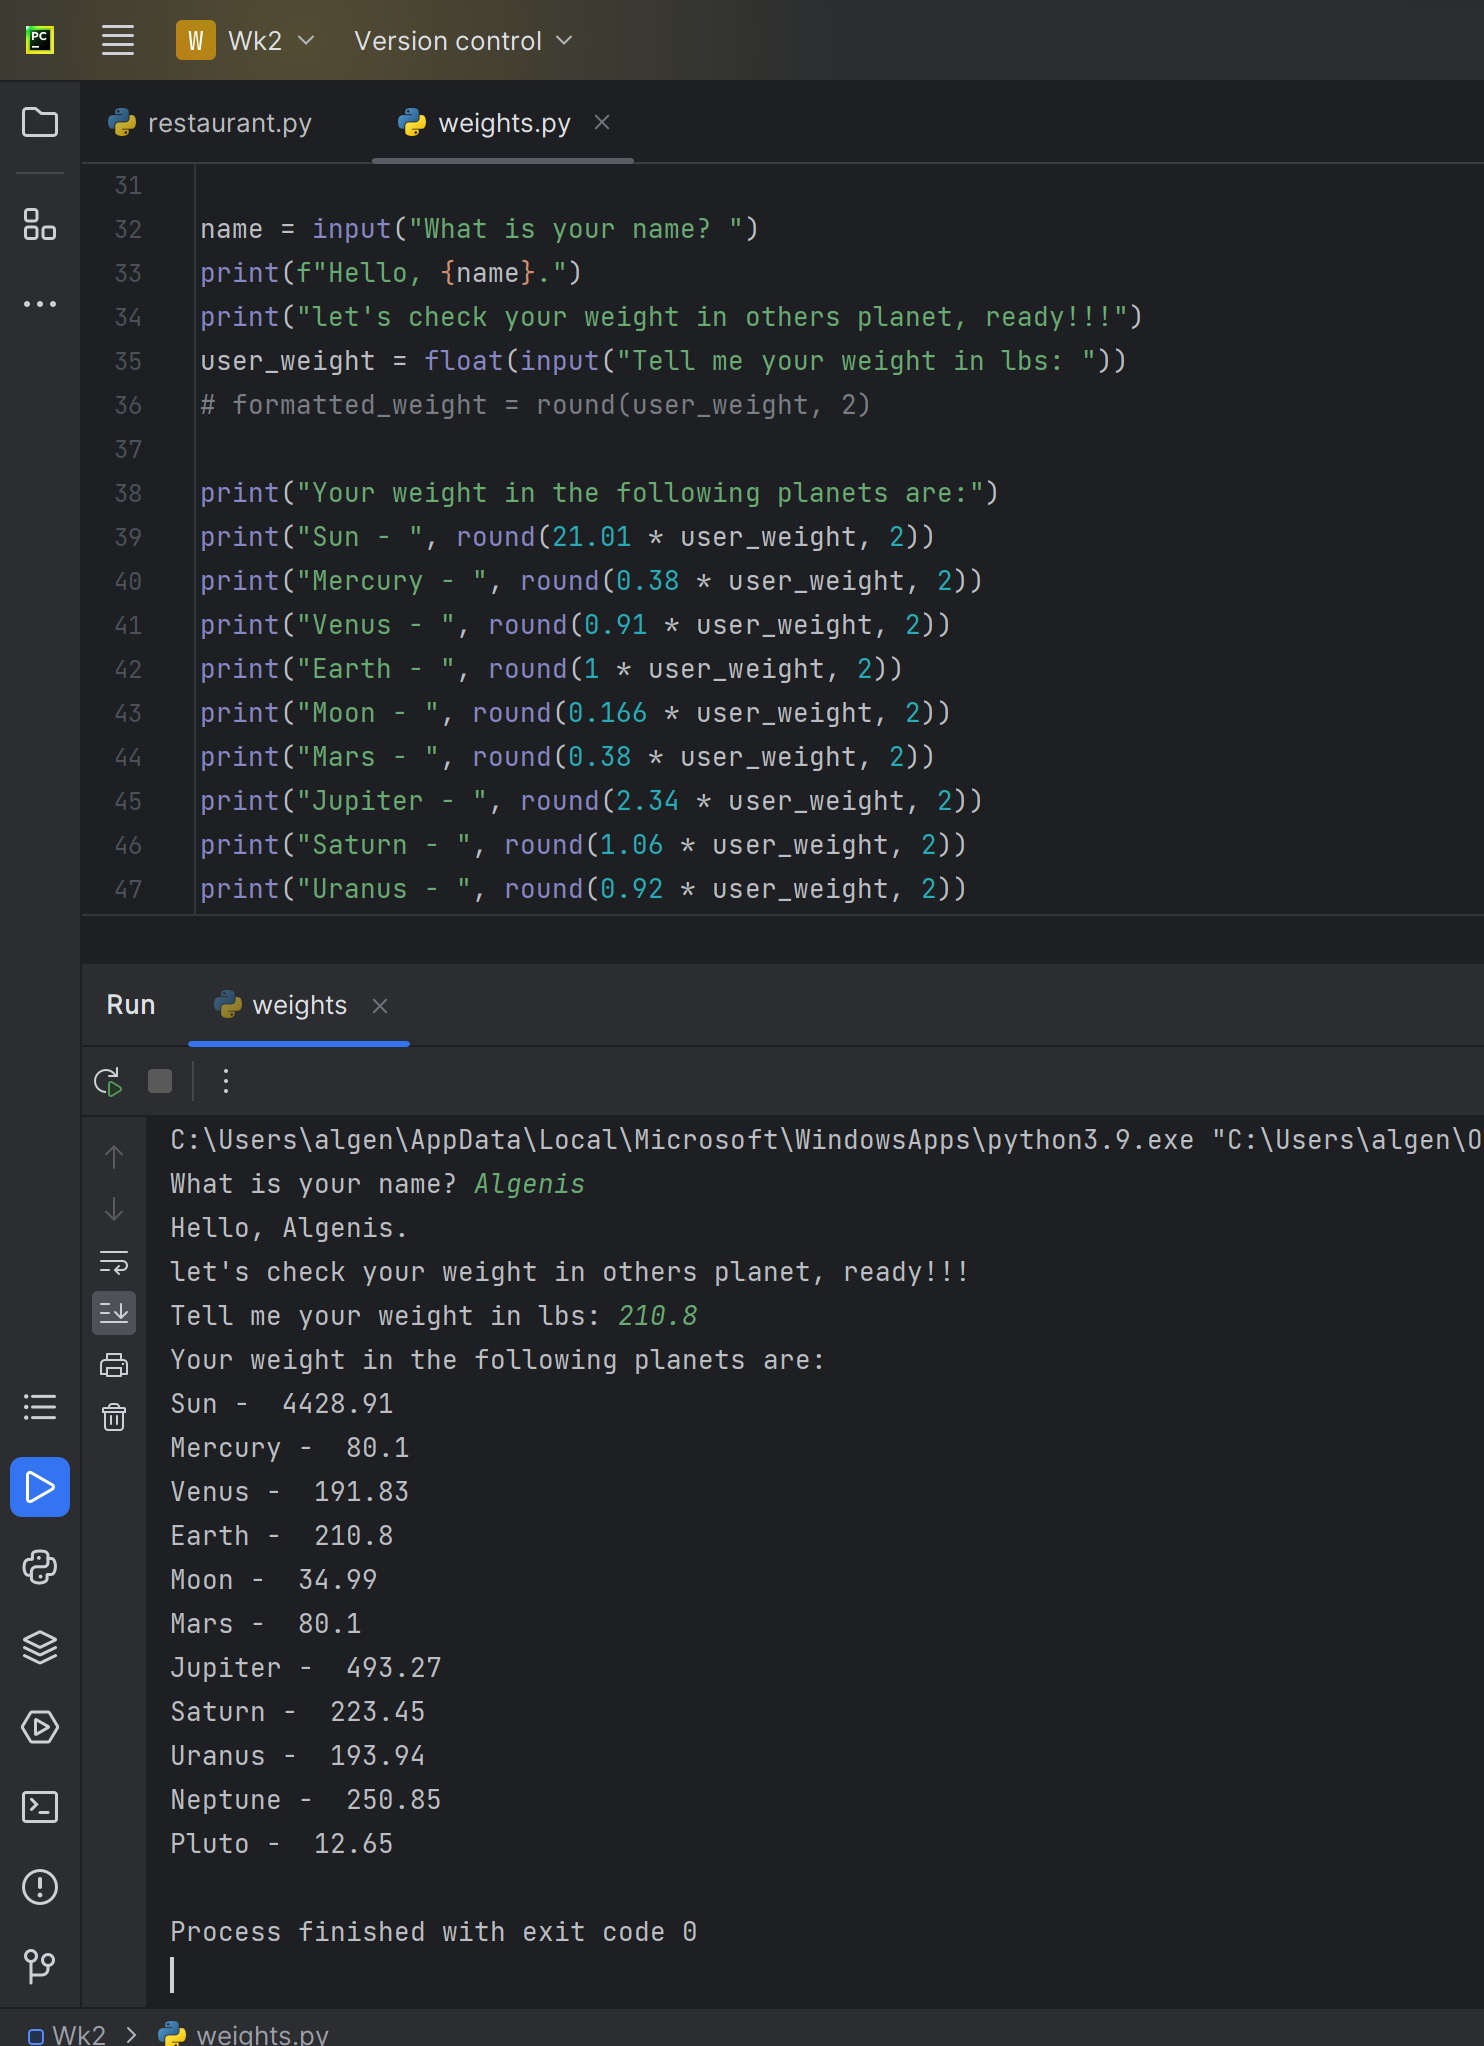 PC
W Wk2 Version control
restaurant.py weights.py
31
32 name = input("What is your name? ")
33 print(f"Hello, {name}.")
34 print("let's check your weight in others planet, ready!!!")
35 user_weight = float(input("Tell me your weight in lbs: "))
36 # formatted_weight = round(user_weight, 2)
37
38 print("Your weight in the following planets are:")
39 print("Sun - ", round(21.01 * user_weight, 2))
40 print("Mercury - ", round(0.38 * user_weight, 2))
41 print("Venus - ", round(0.91 * user_weight, 2))
42 print("Earth - ", round(1 * user_weight, 2))
43 print("Moon - ", round(0.166 * user_weight, 2))
44 print("Mars - ", round(0.38 * user_weight, 2))
45 print("Jupiter - ", round(2.34 * user_weight, 2))
46 print("Saturn - ", round(1.06 * user_weight, 2))
47 print("Uranus - ", round(0.92 * user_weight, 2))
Run weights
C:\Users\algen\AppData\Local\Microsoft\WindowsApps\python3.9.exe "C:\Users\algen\O
What is your name? Algenis
Hello, Algenis.
let's check your weight in others planet, ready!!!
Tell me your weight in lbs: 210.8
Your weight in the following planets are:
Sun -  4428.91
Mercury -  80.1
Venus -  191.83
Earth -  210.8
Moon -  34.99
Mars -  80.1
Jupiter -  493.27
Saturn -  223.45
Uranus -  193.94
Neptune -  250.85
Pluto -  12.65
Process finished with exit code 0
Wk2 > weights.py